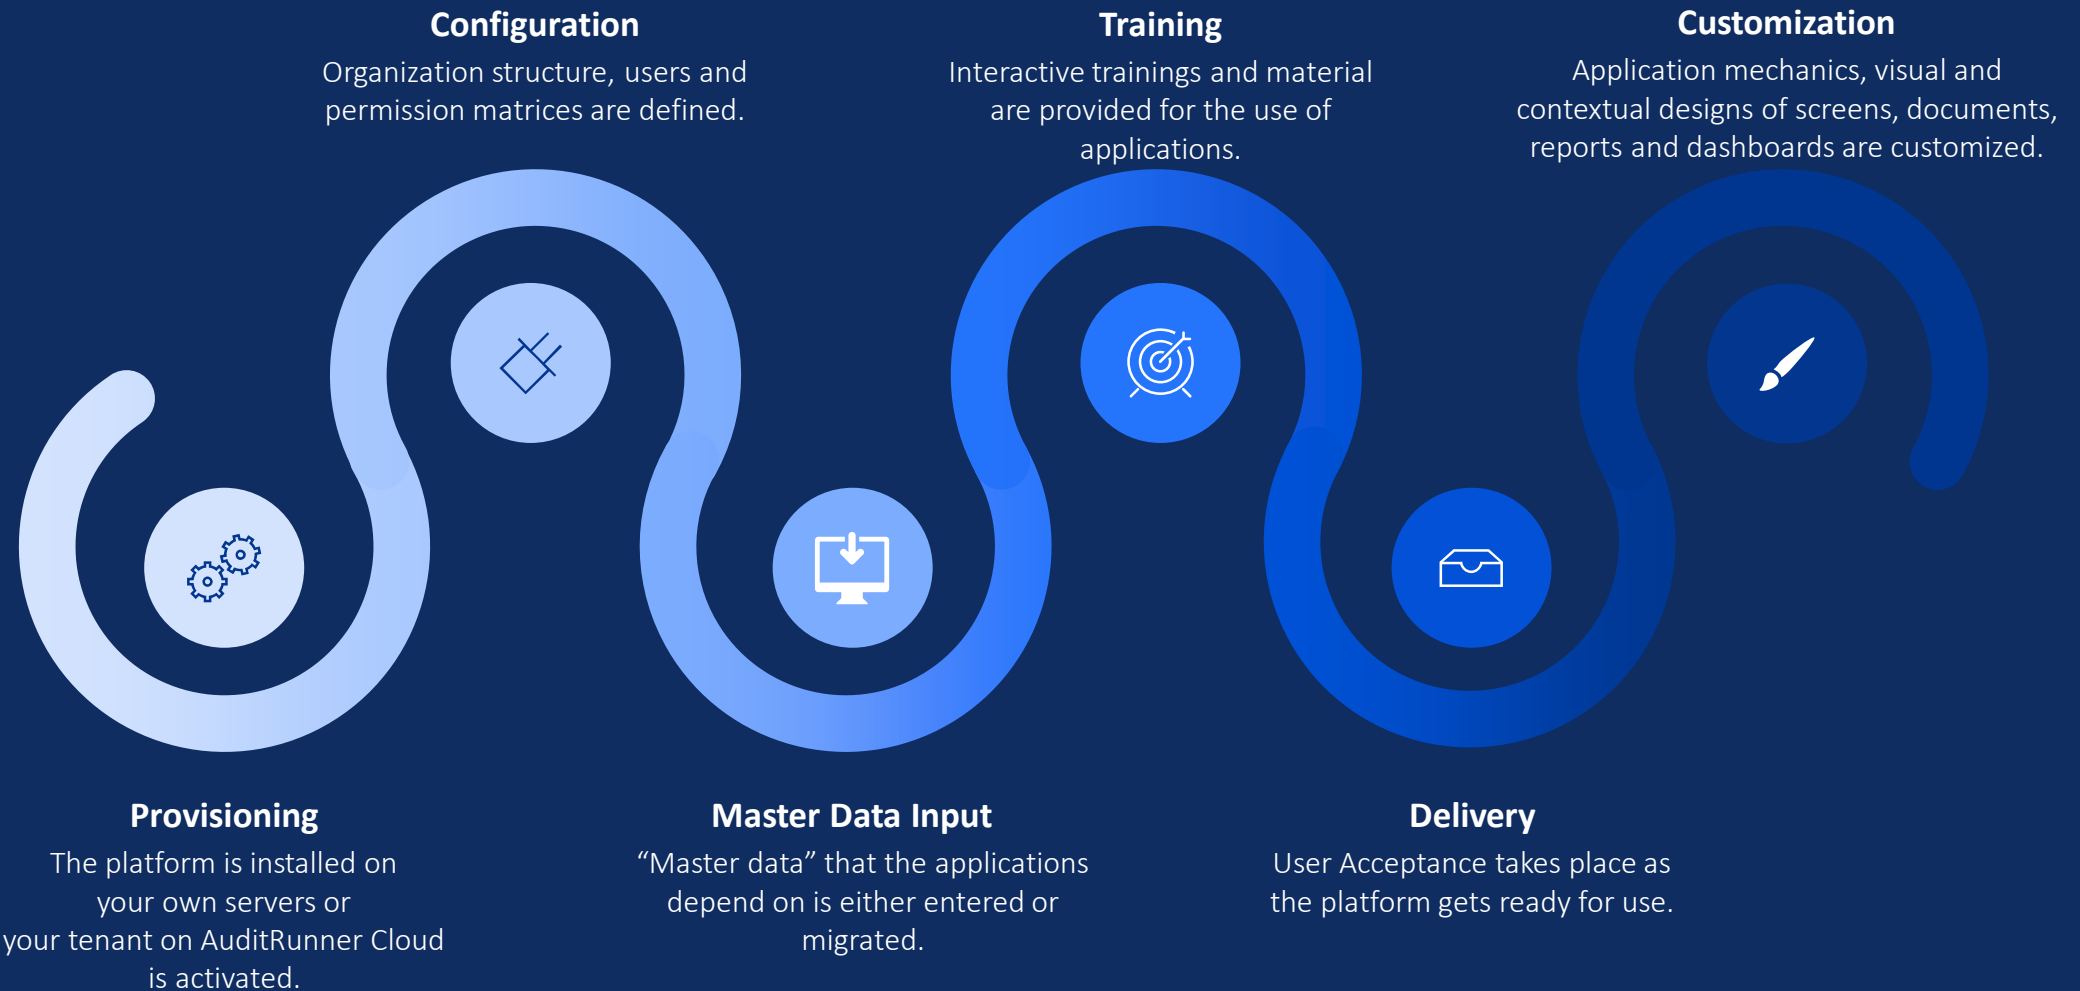 Configuration
Organization structure, users and
permission matrices are defined.
Training
Interactive trainings and material
are provided for the use of
applications.
Customization
Application mechanics, visual and
contextual designs of screens, documents,
reports and dashboards are customized.
Provisioning
The platform is installed on
your own servers or
your tenant on AuditRunner Cloud
is activated.
Master Data Input
“Master data” that the applications
depend on is either entered or
migrated.
Delivery
User Acceptance takes place as
the platform gets ready for use.